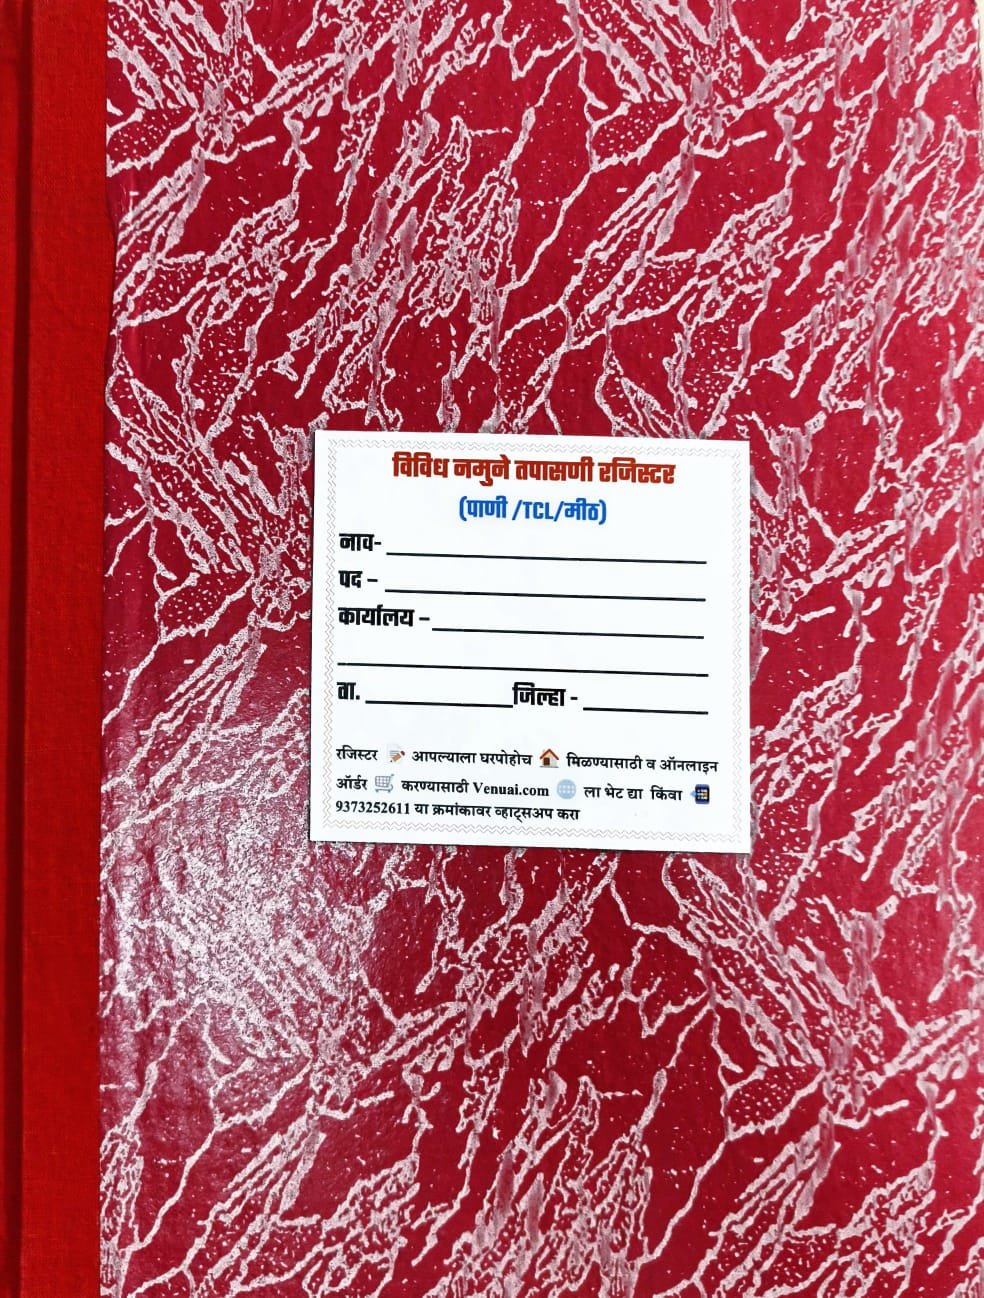 विविध नमुने तपासणी रजिस्टर
(पाणी /TCL/मीठ)
नाव-
पद –
कार्यालय –
ता. जिल्हा -
रजिस्टर आपल्याला घरपोहोच मिळण्यासाठी व ऑनलाइन
ऑर्डर करण्यासाठी Venuai.com ला भेट द्या किंवा
9373252611 या क्रमांकावर व्हाट्सअप करा